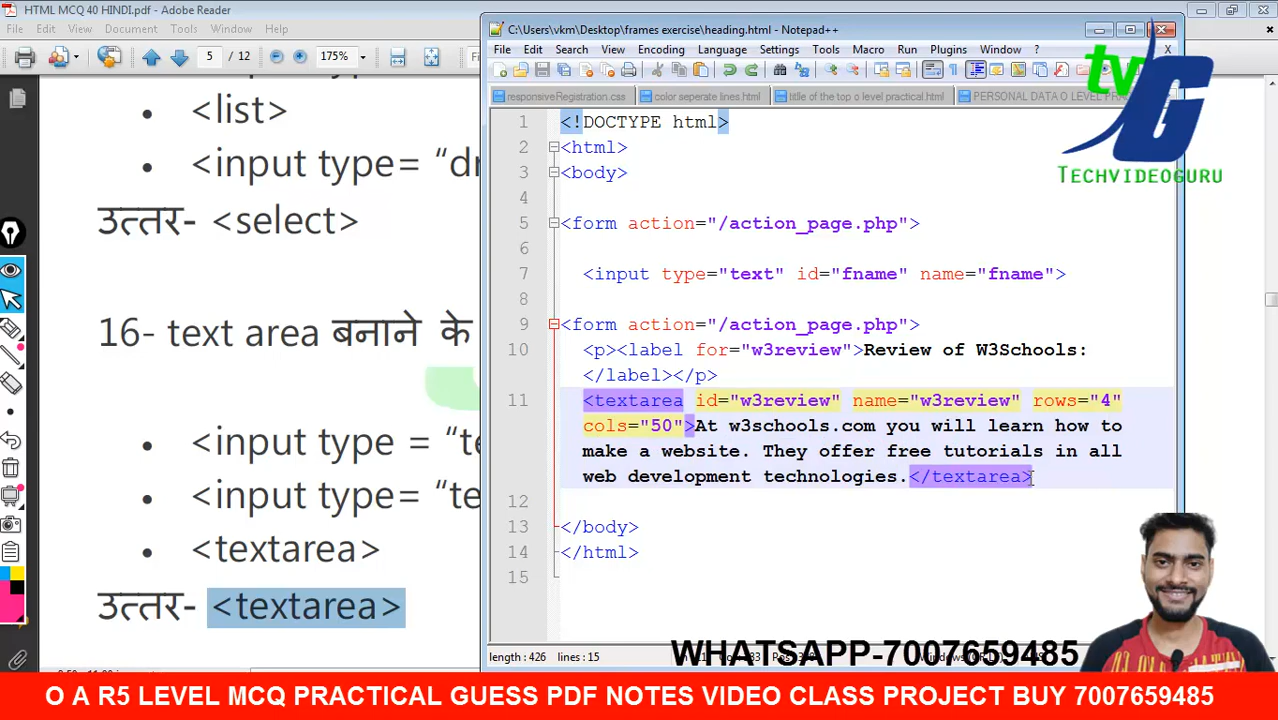 HTML MCQ 40 HINDI.pdf - Adobe Reader
File Edit View Document Tools Window Help
5 / 12 175%
<list>
<input type= “dr
उत्तर- <select>
16- text area बनाने के
<input type = “te
<input type= “te
<textarea>
उत्तर- <textarea>
C:\Users\vkm\Desktop\frames exercise\heading.html - Notepad++
File Edit Search View Encoding Language Settings Tools Macro Run Plugins Window ?
responsiveRegistration.css color seperate lines.html titlle of the top o level practical.html PERSONAL DATA O LEVEL
1 <!DOCTYPE html>
2 <html>
3 <body>
4
5 <form action="/action_page.php">
6
7 <input type="text" id="fname" name="fname">
8
9 <form action="/action_page.php">
10 <p><label for="w3review">Review of W3Schools:
</label></p>
11 <textarea id="w3review" name="w3review" rows="4"
cols="50">At w3schools.com you will learn how to
make a website. They offer free tutorials in all
web development technologies.</textarea>
12
13 </body>
14 </html>
15
length : 426 lines : 15
tv G
TECHVIDEOGURU
WHATSAPP-7007659485
O A R5 LEVEL MCQ PRACTICAL GUESS PDF NOTES VIDEO CLASS PROJECT BUY 7007659485